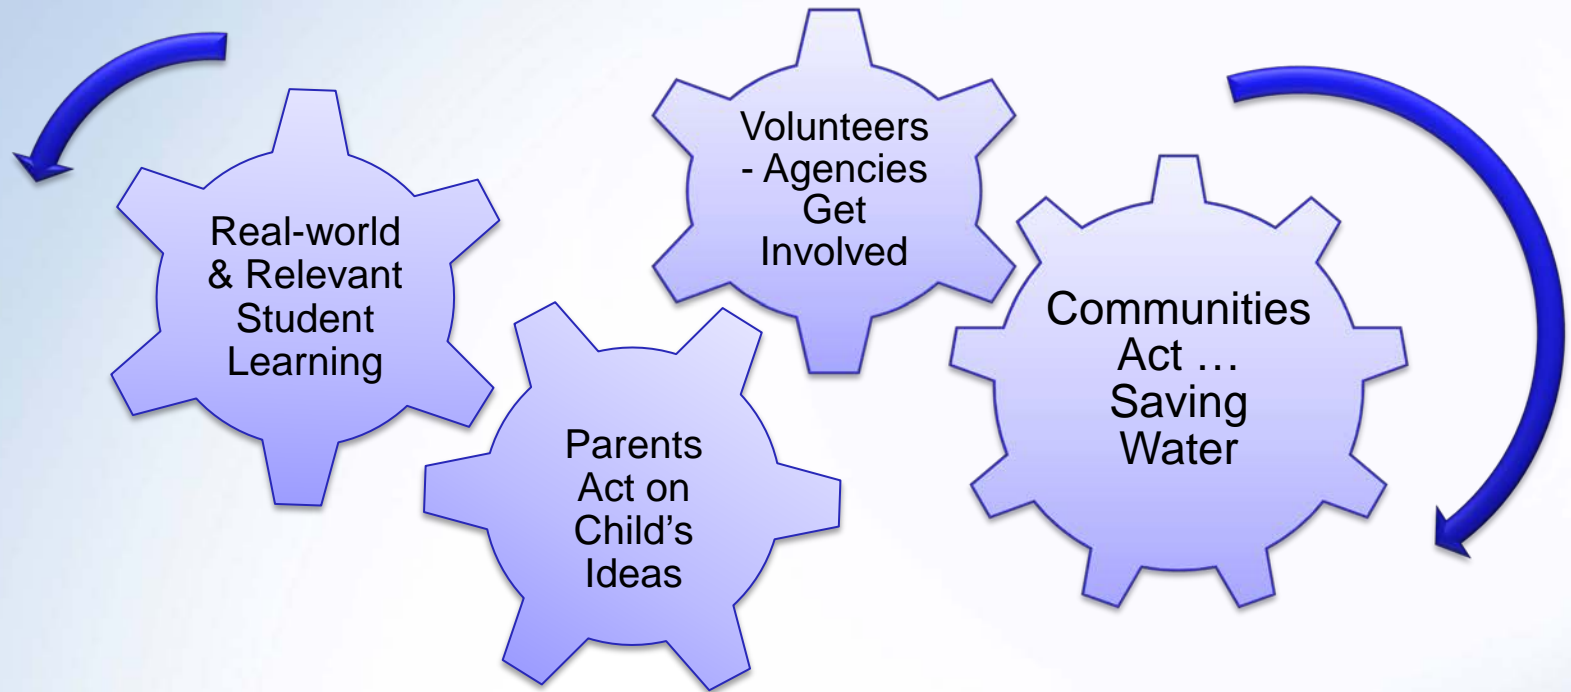 Real-world
& Relevant
Student
Learning
Parents
Act on
Child’s
Ideas
Volunteers
- Agencies
Get
Involved
Communities
Act …
Saving
Water